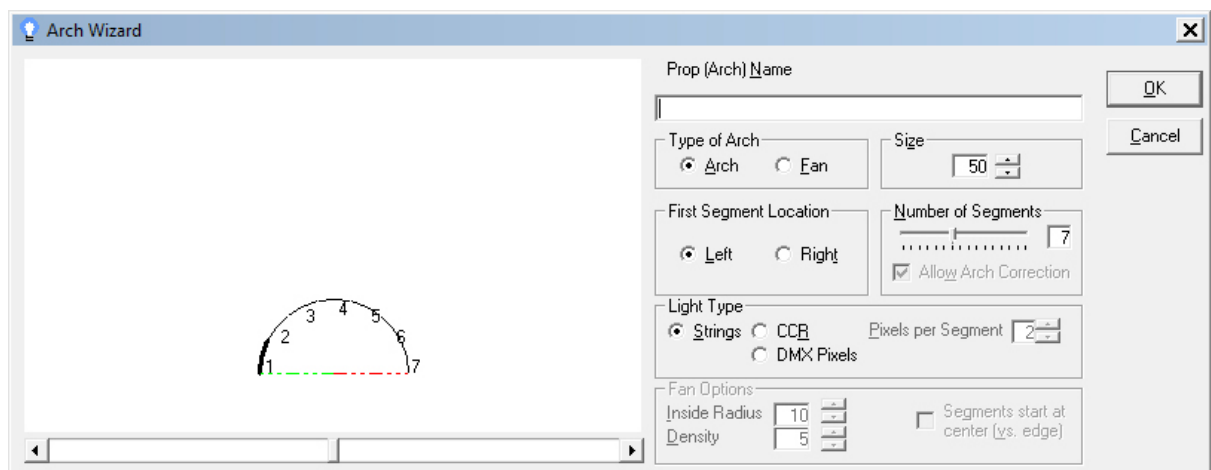 Arch Wizard
Prop (Arch) Name
OK
Cancel
Type of Arch
Arch Fan
Size
50
First Segment Location
Left Right
Number of Segments
7
Allow Arch Correction
Light Type
Strings CCR Pixels per Segment 2
DMX Pixels
Fan Options
Inside Radius 10
Density 5
Segments start at
center (vs. edge)
1 2 3 4 5 6 7